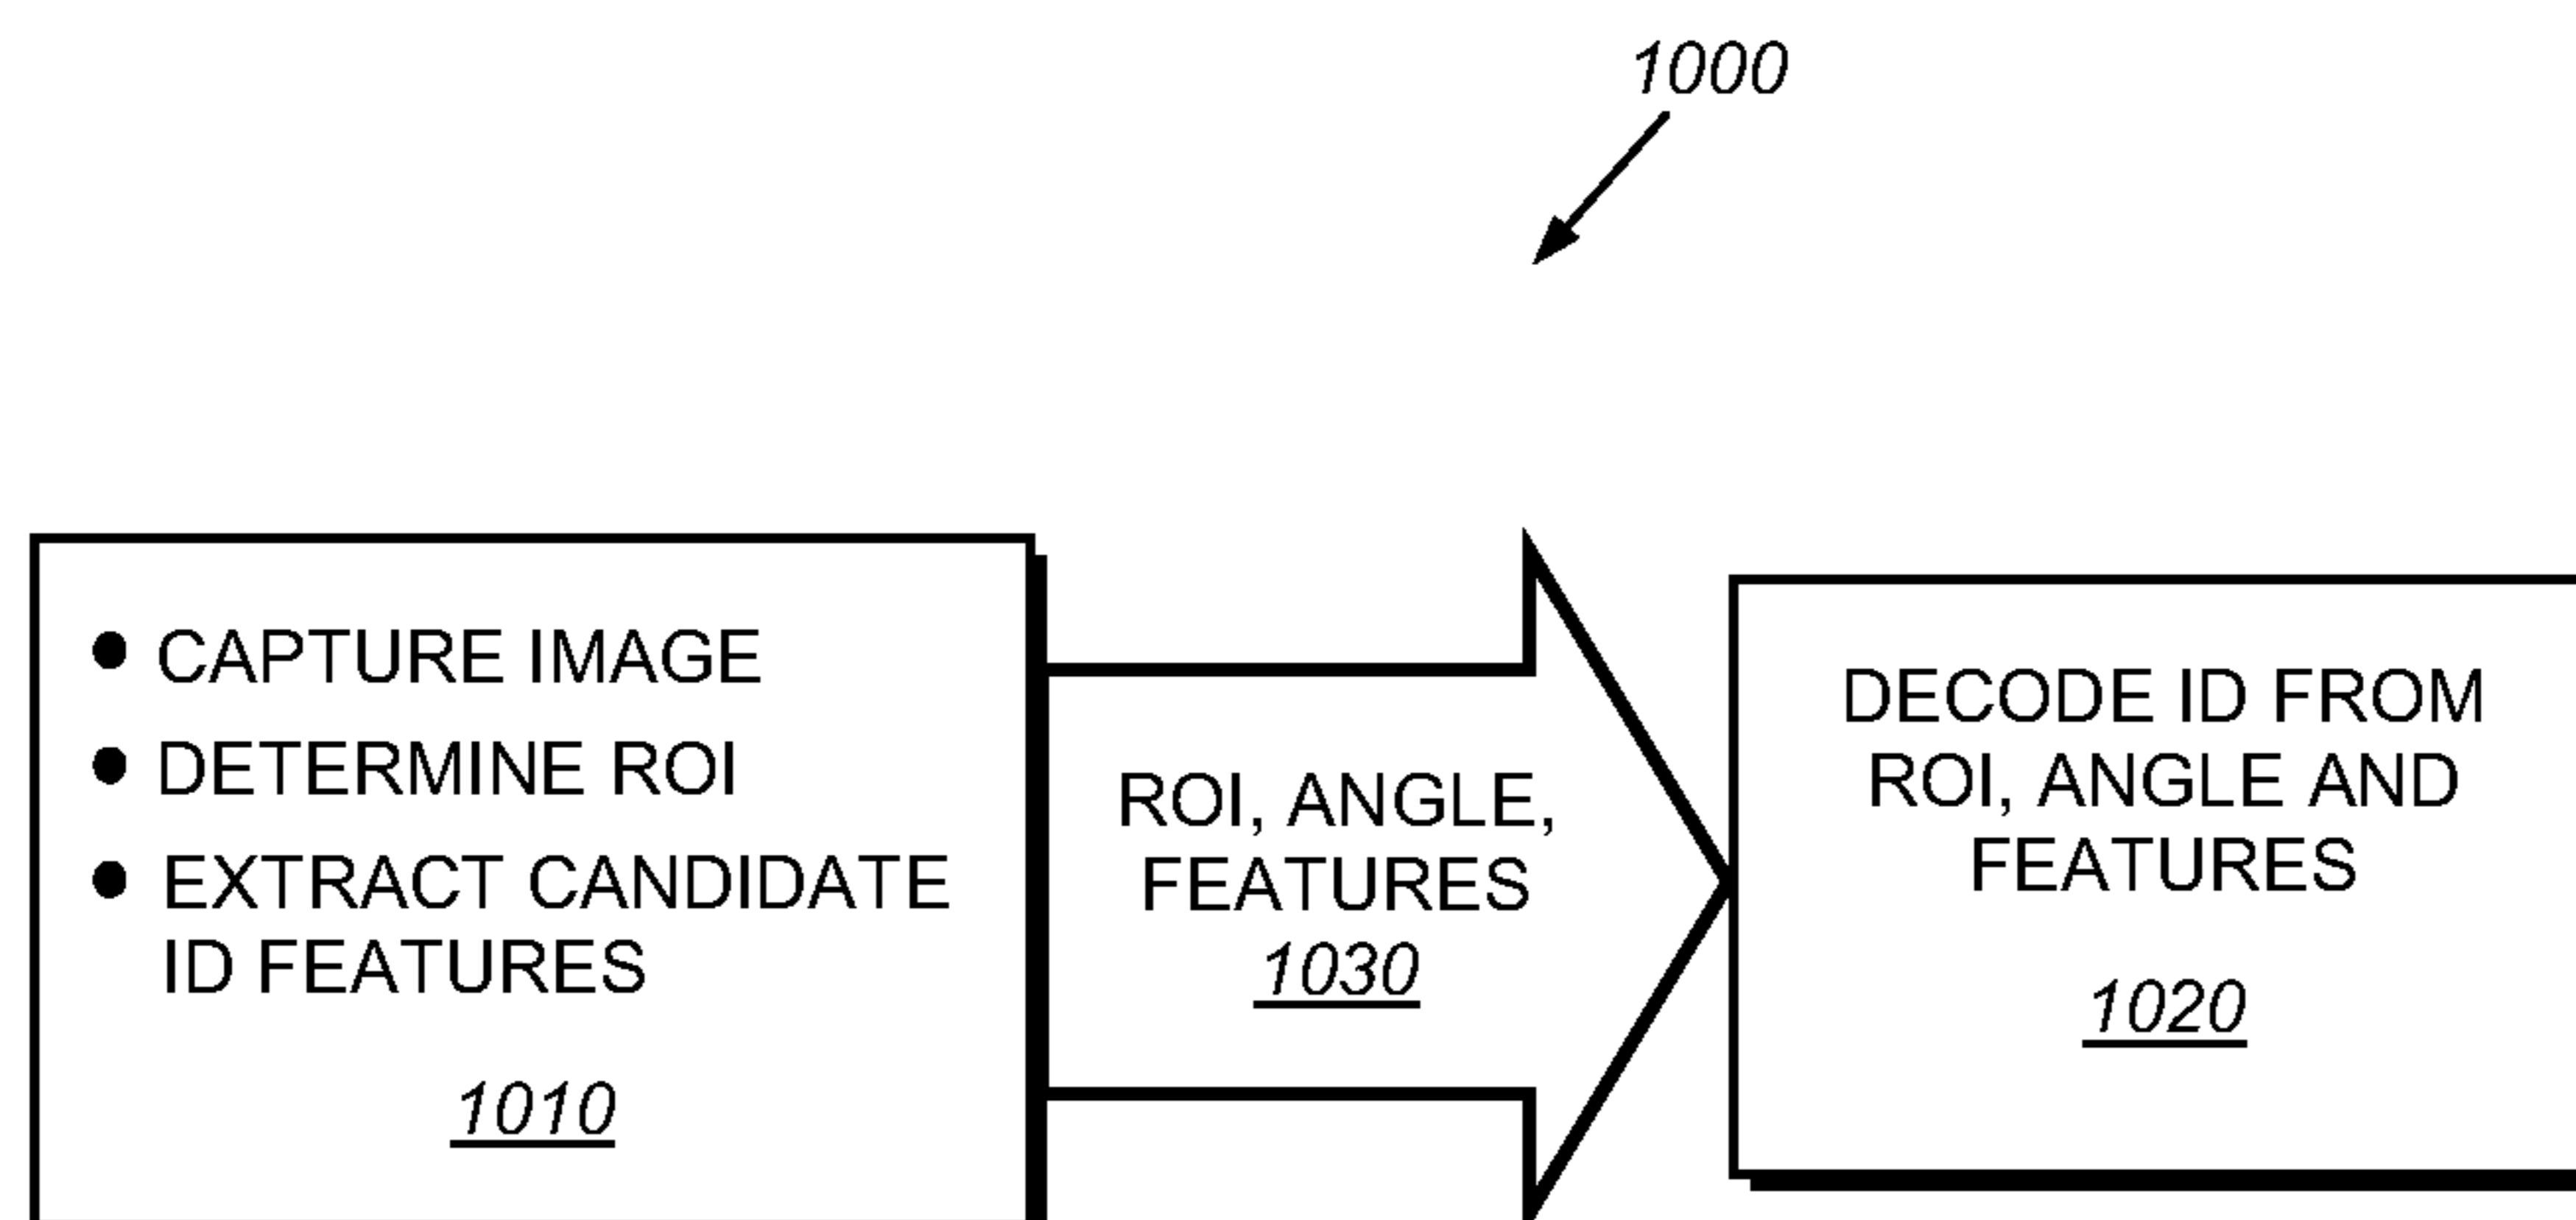 1000
● CAPTURE IMAGE
● DETERMINE ROI
● EXTRACT CANDIDATE
ID FEATURES
1010
ROI, ANGLE,
FEATURES
1030
DECODE ID FROM
ROI, ANGLE AND
FEATURES
1020